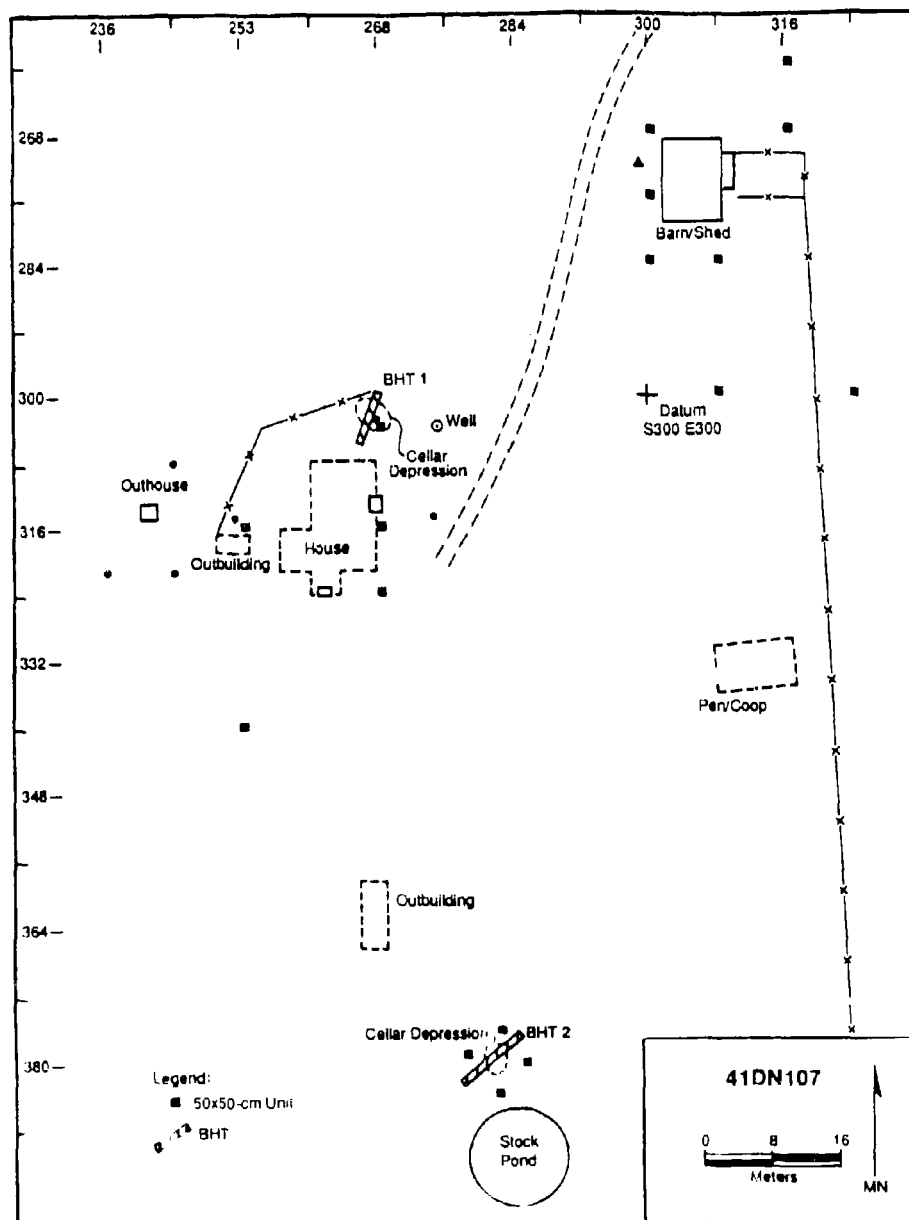 236 253 268 284 300 316
268
Barn/Shed
284
BHT 1
300
Well
Datum
S300 E300
Cellar
Depression
Outhouse
316
House
Outbuilding
332
Pen/Coop
348
Outbuilding
364
Cellar Depression
BHT 2
380
Legend:
50x50-cm Unit
BHT
41DN107
Stock
Pond
0 8 16
Meters
MN